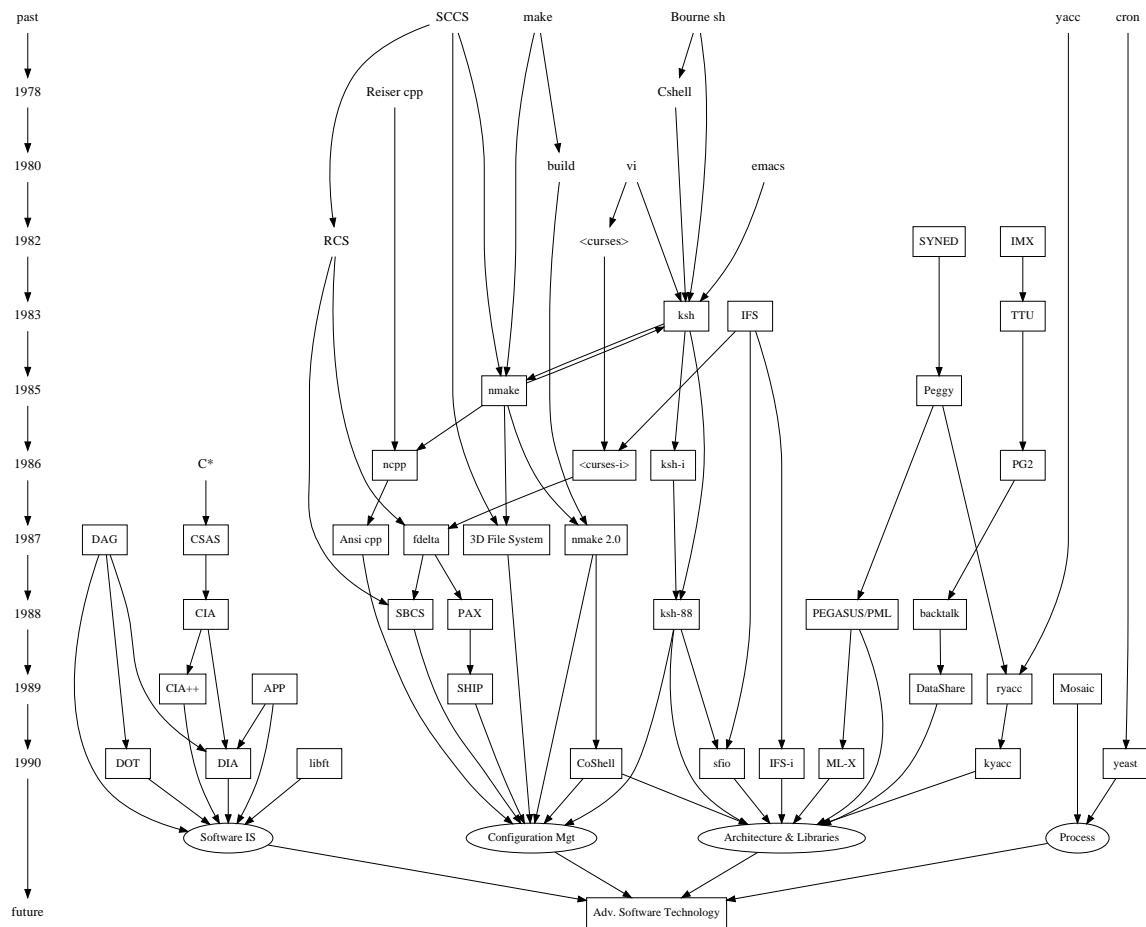 past SCCS make Bourne sh yacc cron
1978 Reiser cpp Cshell
1980 build vi emacs
1982 RCS <curses> SYNED IMX
1983 ksh IFS TTU
1985 nmake Peggy
1986 C* ncpp <curses-i> ksh-i PG2
1987 DAG CSAS Ansi cpp fdelta 3D File System nmake 2.0
1988 CIA SBCS PAX ksh-88 PEGASUS/PML backtalk
1989 CIA++ APP SHIP DataShare ryacc Mosaic
1990 DOT DIA libft CoShell sfio IFS-i ML-X kyacc yeast
Software IS Configuration Mgt Architecture & Libraries Process
future Adv. Software Technology